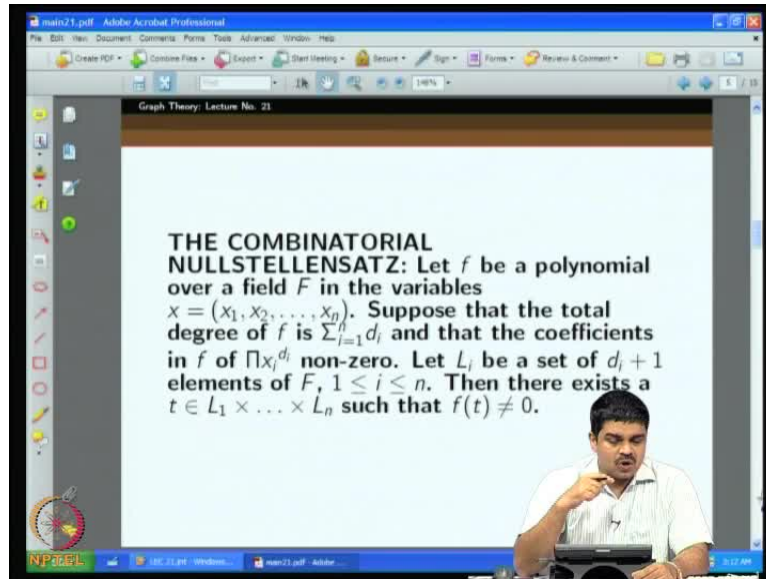 main21.pdf - Adobe Acrobat Professional
File Edit View Document Comments Forms Tools Advanced Window Help
Create PDF Combine Files Export Start Meeting Secure Sign Forms Review & Comment
146%
Graph Theory: Lecture No. 21
THE COMBINATORIAL
NULLSTELLENSATZ: Let f be a polynomial
over a field F in the variables
x = (x₁, x₂, . . . , xₙ). Suppose that the total
degree of f is Σⁿᵢ₌₁ dᵢ and that the coefficients
in f of Πxᵢ^dᵢ non-zero. Let Lᵢ be a set of dᵢ + 1
elements of F, 1 ≤ i ≤ n. Then there exists a
t ∈ L₁ × . . . × Lₙ such that f(t) ≠ 0.
NPTEL
main21.pdf - Adobe